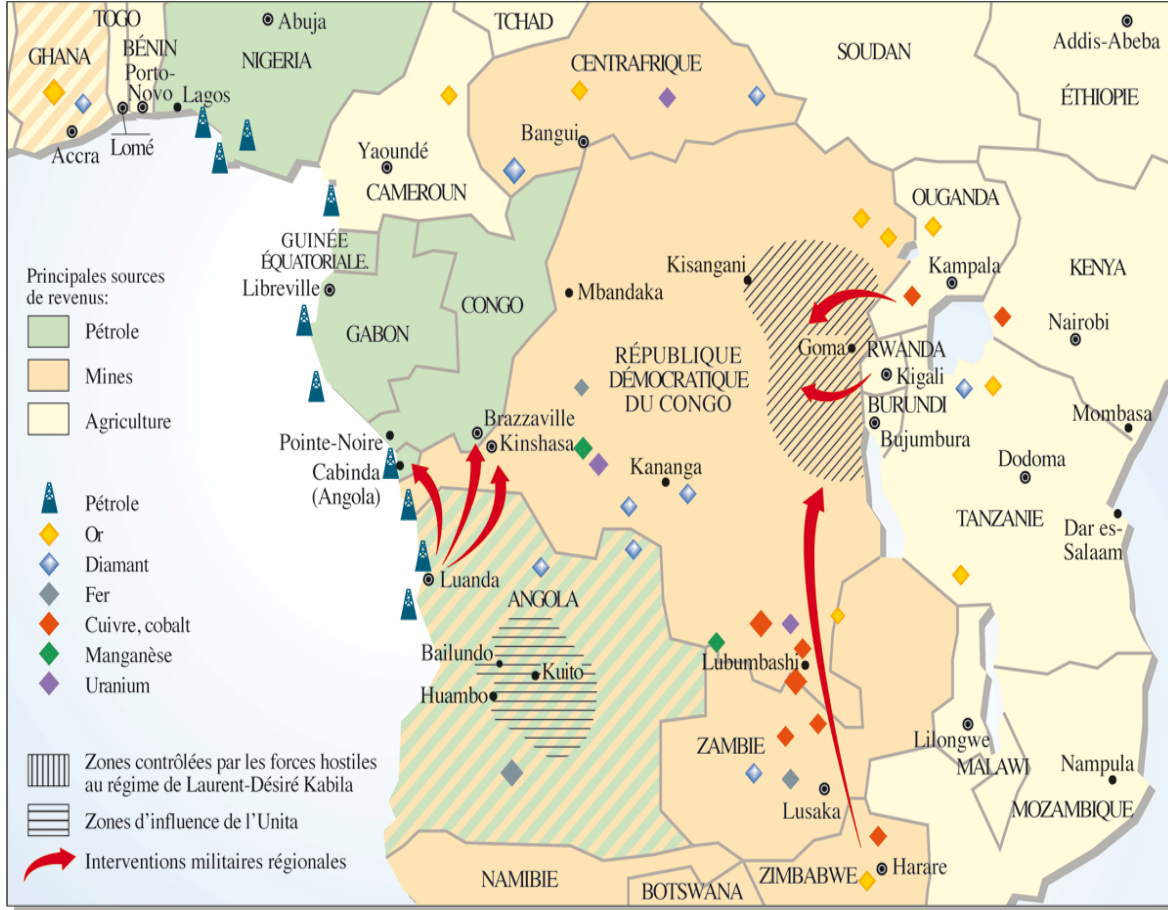 TOGO
Abuja
TCHAD
Addis-Abeba
GHANA
BÉNIN
NIGERIA
SOUDAN
CENTRAFRIQUE
Porto-
Novo
Lagos
ÉTHIOPIE
Accra
Lomé
Bangui
Yaoundé
CAMEROUN
OUGANDA
GUINÉE
ÉQUATORIALE.
Kisangani
Kampala
KENYA
Libreville
CONGO
Mbandaka
Nairobi
GABON
Goma
RWANDA
RÉPUBLIQUE
DÉMOCRATIQUE
DU CONGO
Kigali
BURUNDI
Bujumbura
Mombasa
Brazzaville
Kinshasa
Pointe-Noire
Cabinda
(Angola)
Kananga
Dodoma
TANZANIE
Dar es-
Salaam
Luanda
ANGOLA
Bailundo
Kuito
Huambo
Lubumbashi
ZAMBIE
Lusaka
Lilongwe
MALAWI
Nampula
MOZAMBIQUE
NAMIBIE
BOTSWANA
ZIMBABWE
Harare
Principales sources
de revenus:
Pétrole
Mines
Agriculture
Pétrole
Or
Diamant
Fer
Cuivre, cobalt
Manganèse
Uranium
Zones contrôlées par les forces hostiles
au régime de Laurent-Désiré Kabila
Zones d'influence de l'Unita
Interventions militaires régionales